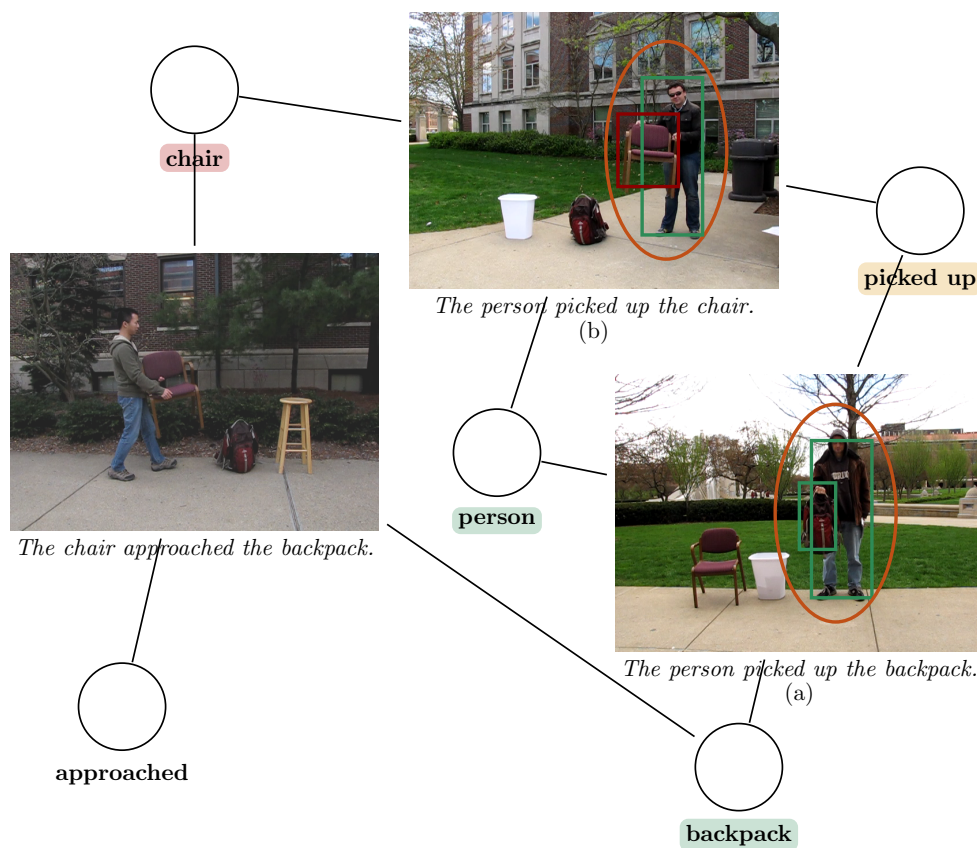 chair
The person picked up the chair.
(b)
picked up
The chair approached the backpack.
person
The person picked up the backpack.
(a)
approached
backpack